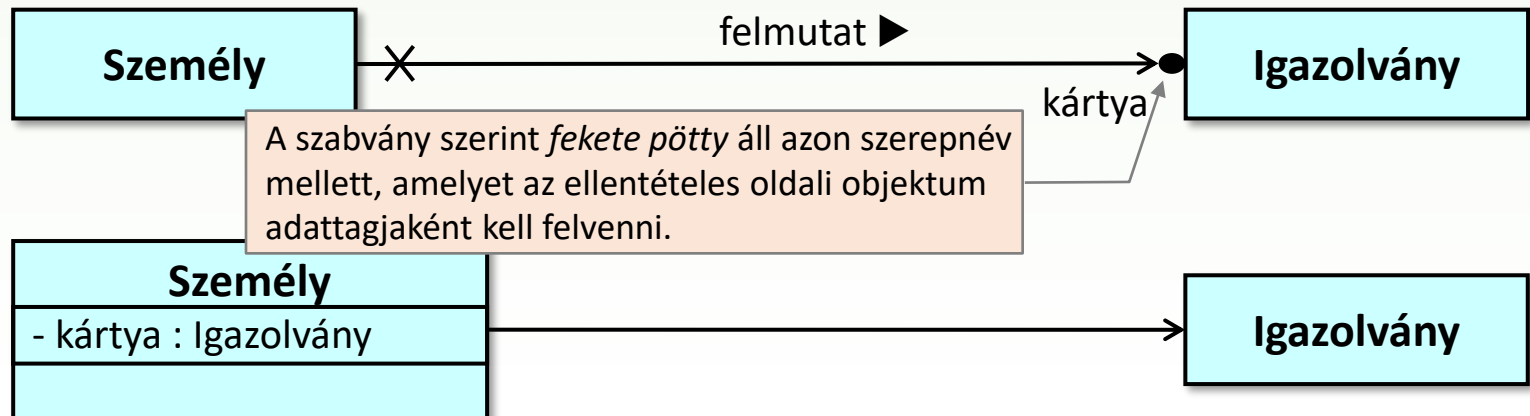 felmutat ▶
Személy
Igazolvány
kártya
A szabvány szerint fekete pötty áll azon szerepnév
mellett, amelyet az ellentételes oldali objektum
adattagjaként kell felvenni.
Személy
- kártya : Igazolvány
Igazolvány